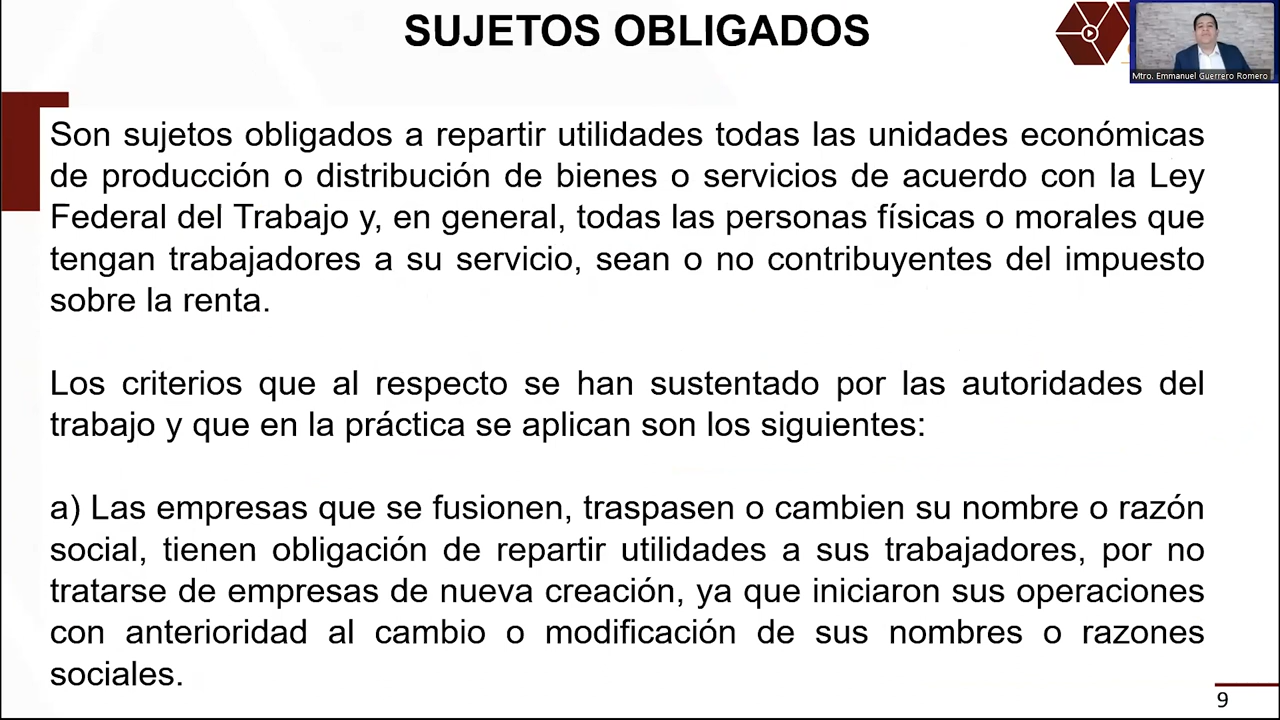 SUJETOS OBLIGADOS
Mtro. Emmanuel Guerrero Romero
Son sujetos obligados a repartir utilidades todas las unidades económicas
de producción o distribución de bienes o servicios de acuerdo con la Ley
Federal del Trabajo y, en general, todas las personas físicas o morales que
tengan trabajadores a su servicio, sean o no contribuyentes del impuesto
sobre la renta.
Los criterios que al respecto se han sustentado por las autoridades del
trabajo y que en la práctica se aplican son los siguientes:
a) Las empresas que se fusionen, traspasen o cambien su nombre o razón
social, tienen obligación de repartir utilidades a sus trabajadores, por no
tratarse de empresas de nueva creación, ya que iniciaron sus operaciones
con anterioridad al cambio o modificación de sus nombres o razones
sociales.
9